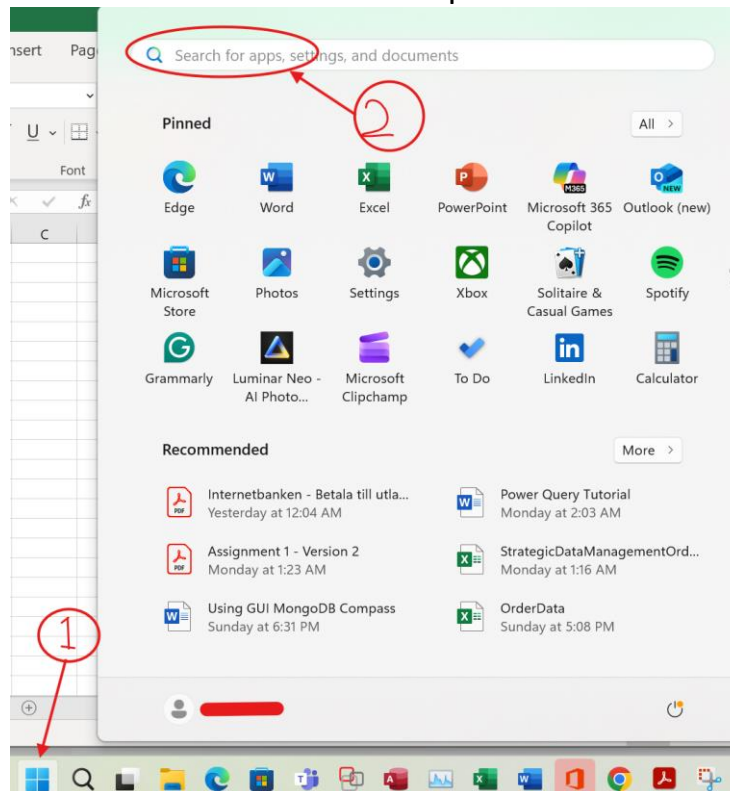 nsert Pag
Search for apps, settings, and documents
2
Pinned
All >
U
Font
fx
C
Edge Word Excel PowerPoint Microsoft 365 Copilot Outlook (new)
M365
NEW
Microsoft Store Photos Settings Xbox Solitaire & Casual Games Spotify
Grammarly Luminar Neo - AI Photo... Microsoft Clipchamp To Do LinkedIn Calculator
Recommended
More >
Internetbanken - Betala till utla...
Yesterday at 12:04 AM
Power Query Tutorial
Monday at 2:03 AM
Assignment 1 - Version 2
Monday at 1:23 AM
StrategicDataManagementOrd...
Monday at 1:16 AM
Using GUI MongoDB Compass
Sunday at 6:31 PM
OrderData
Sunday at 5:08 PM
1